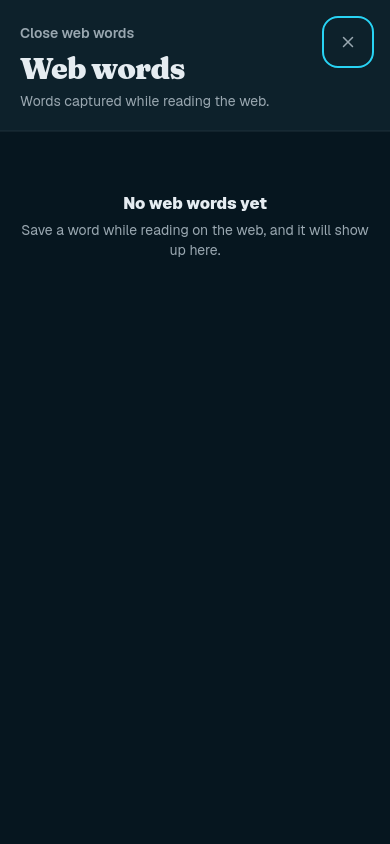 Close web words
Web words
Words captured while reading the web.
No web words yet
Save a word while reading on the web, and it will show
up here.